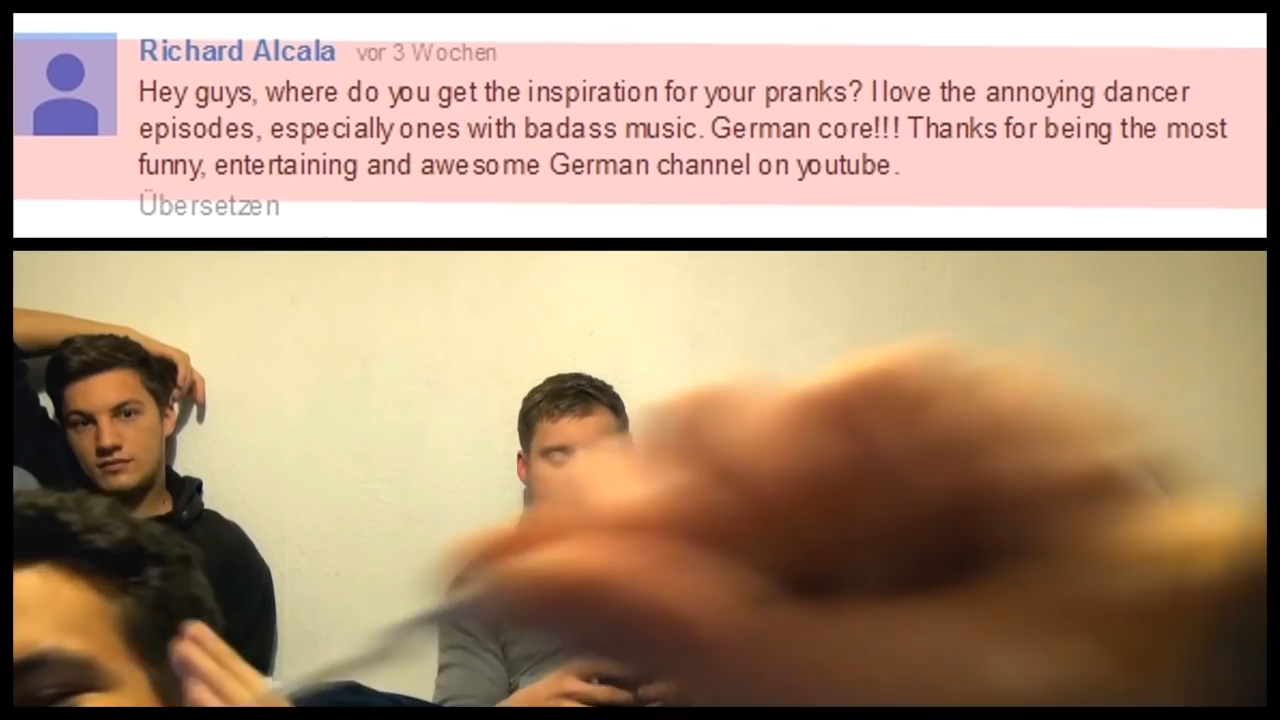 Richard Alcala vor 3 Wochen
Hey guys, where do you get the inspiration for your pranks? I love the annoying dancer
episodes, especially ones with badass music. German core!!! Thanks for being the most
funny, entertaining and awesome German channel on youtube.
Übersetzen